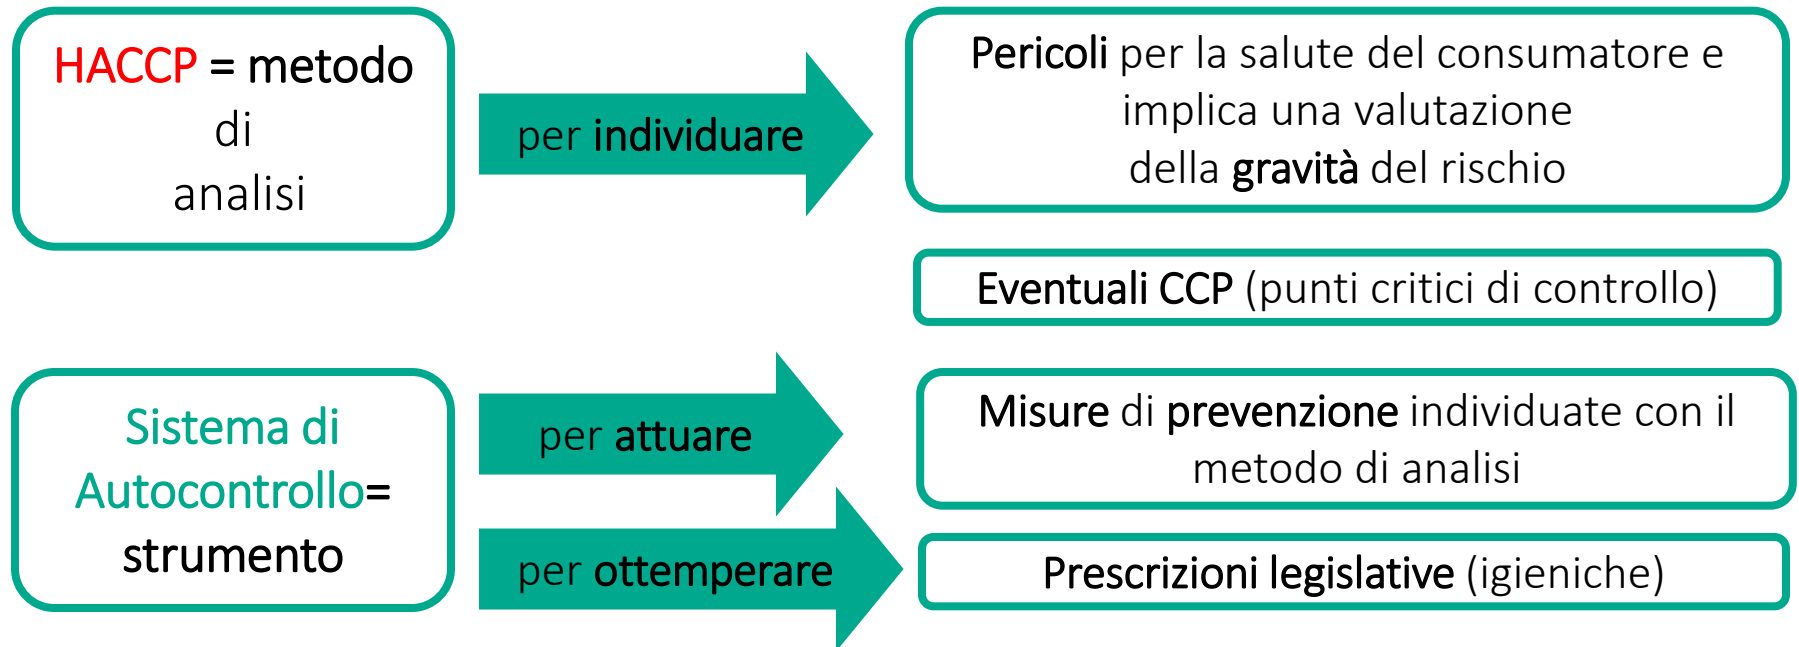 HACCP = metodo
di
analisi
per individuare
Pericoli per la salute del consumatore e
implica una valutazione
della gravità del rischio
Eventuali CCP (punti critici di controllo)
Sistema di
Autocontrollo=
strumento
per attuare
Misure di prevenzione individuate con il
metodo di analisi
per ottemperare
Prescrizioni legislative (igieniche)